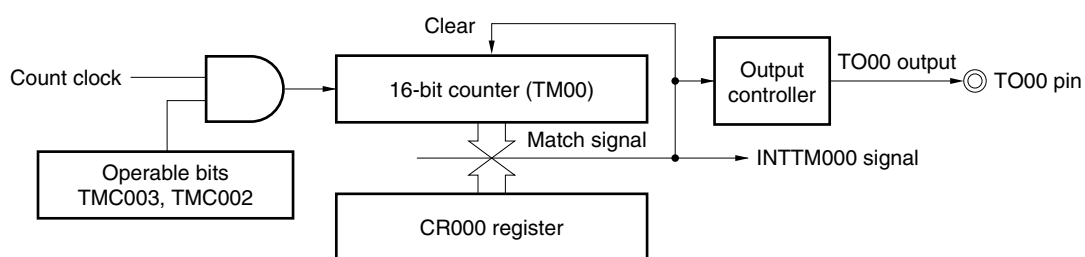 Clear
Count clock
16-bit counter (TM00)
Output
controller
TO00 output
TO00 pin
Operable bits
TMC003, TMC002
Match signal
INTTM000 signal
CR000 register